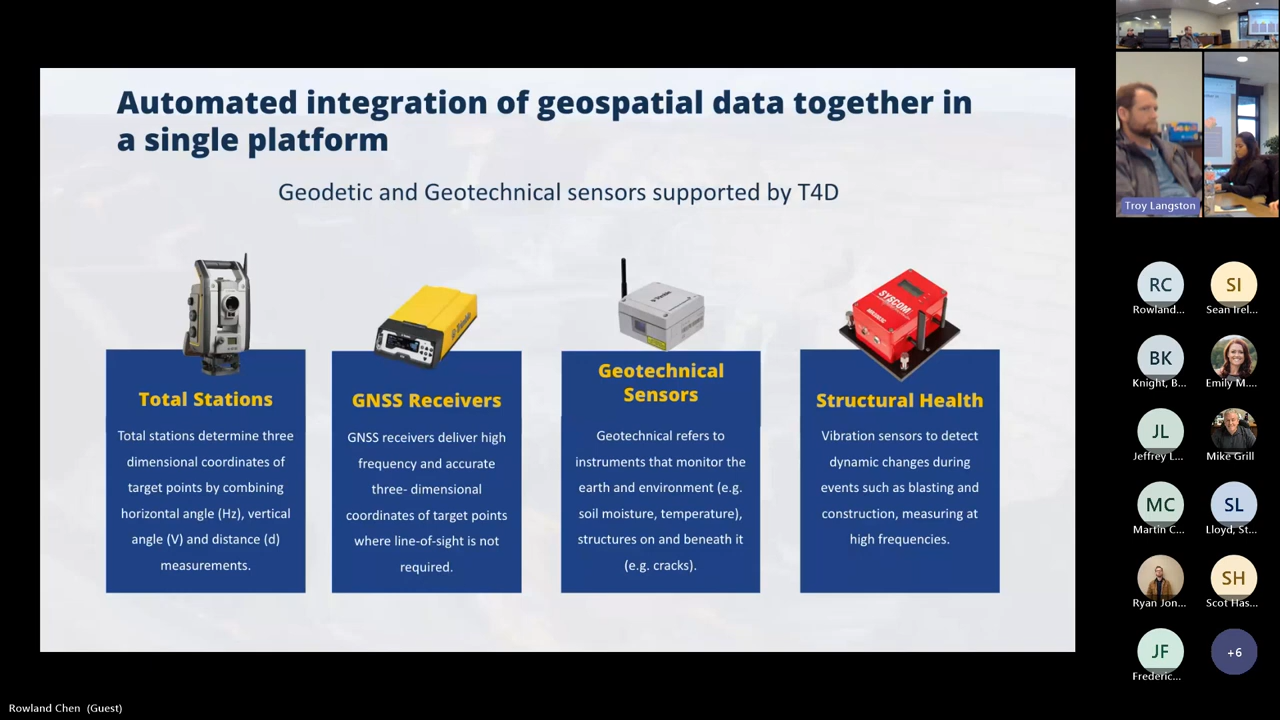 Automated integration of geospatial data together in
a single platform
Geodetic and Geotechnical sensors supported by T4D
SYSCOM
Total Stations
Total stations determine three
dimensional coordinates of
target points by combining
horizontal angle (Hz), vertical
angle (V) and distance (d)
measurements.
GNSS Receivers
GNSS receivers deliver high
frequency and accurate
three- dimensional
coordinates of target points
where line-of-sight is not
required.
Geotechnical
Sensors
Geotechnical refers to
instruments that monitor the
earth and environment (e.g.
soil moisture, temperature),
structures on and beneath it
(e.g. cracks).
Structural Health
Vibration sensors to detect
dynamic changes during
events such as blasting and
construction, measuring at
high frequencies.
Troy Langston
RC
Rowland...
SI
Sean Irel...
BK
Knight, B...
Emily M....
JL
Jeffrey L...
Mike Grill
MC
Martin C...
SL
Lloyd, St...
Ryan Jon...
SH
Scot Has...
JF
Frederic...
+6
Rowland Chen (Guest)